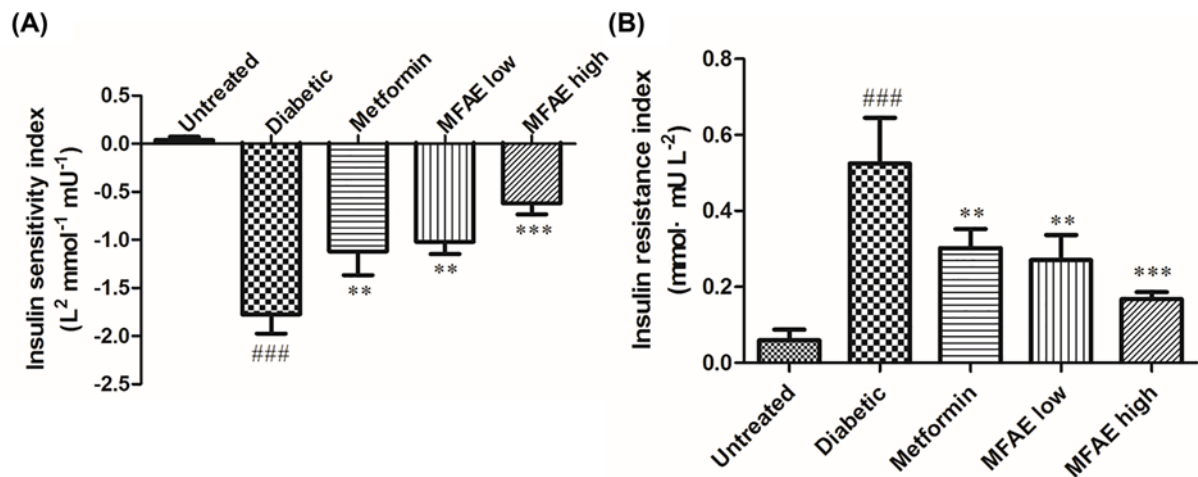 (A)
Untreated
Diabetic
Metformin
MFAE low
MFAE high
Insulin sensitivity index
(L² mmol⁻¹ mU⁻¹)
0.5
0.0
-0.5
-1.0
-1.5
-2.0
-2.5
###
**
**
***
(B)
Insulin resistance index
(mmol· mU L⁻²)
0.8
0.6
0.4
0.2
0.0
###
**
**
***
Untreated
Diabetic
Metformin
MFAE low
MFAE high